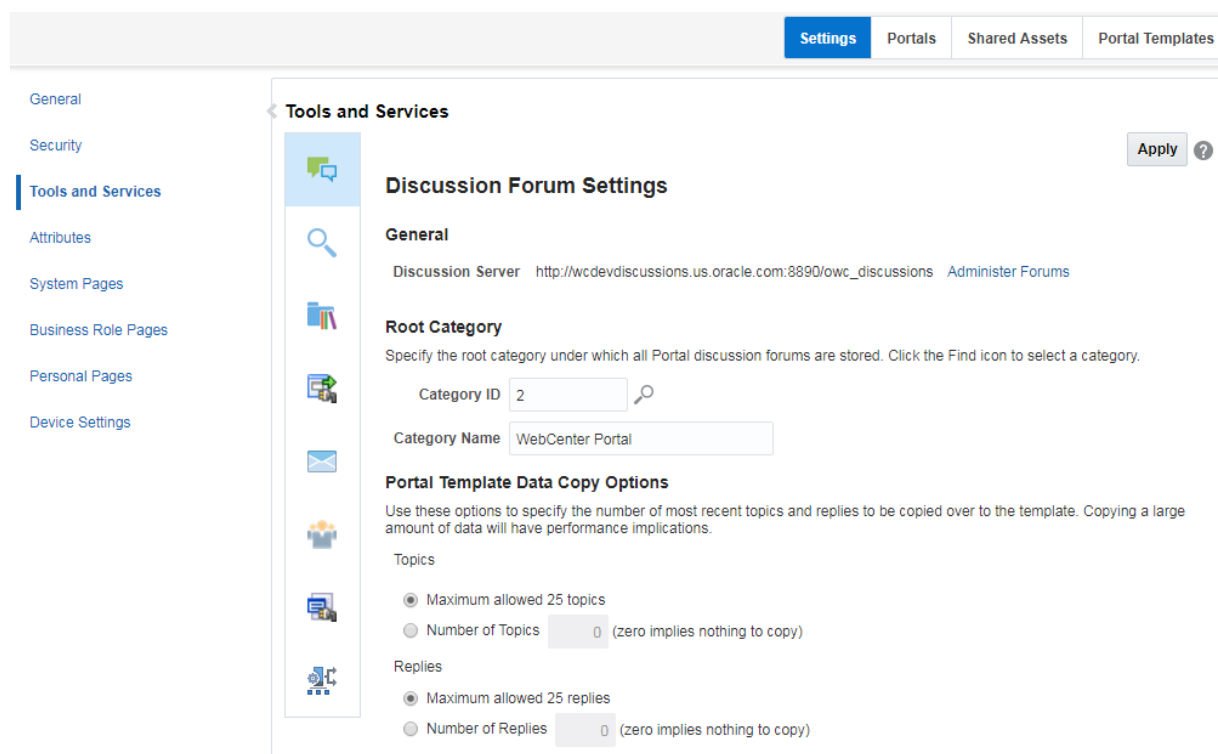 Settings Portals Shared Assets Portal Templates
General
Security
Tools and Services
Attributes
System Pages
Business Role Pages
Personal Pages
Device Settings
Tools and Services
Apply ?
Discussion Forum Settings
General
Discussion Server http://wcdevdiscussions.us.oracle.com:8890/owc_discussions Administer Forums
Root Category
Specify the root category under which all Portal discussion forums are stored. Click the Find icon to select a category.
Category ID 2
Category Name WebCenter Portal
Portal Template Data Copy Options
Use these options to specify the number of most recent topics and replies to be copied over to the template. Copying a large
amount of data will have performance implications.
Topics
Maximum allowed 25 topics
Number of Topics 0 (zero implies nothing to copy)
Replies
Maximum allowed 25 replies
Number of Replies 0 (zero implies nothing to copy)